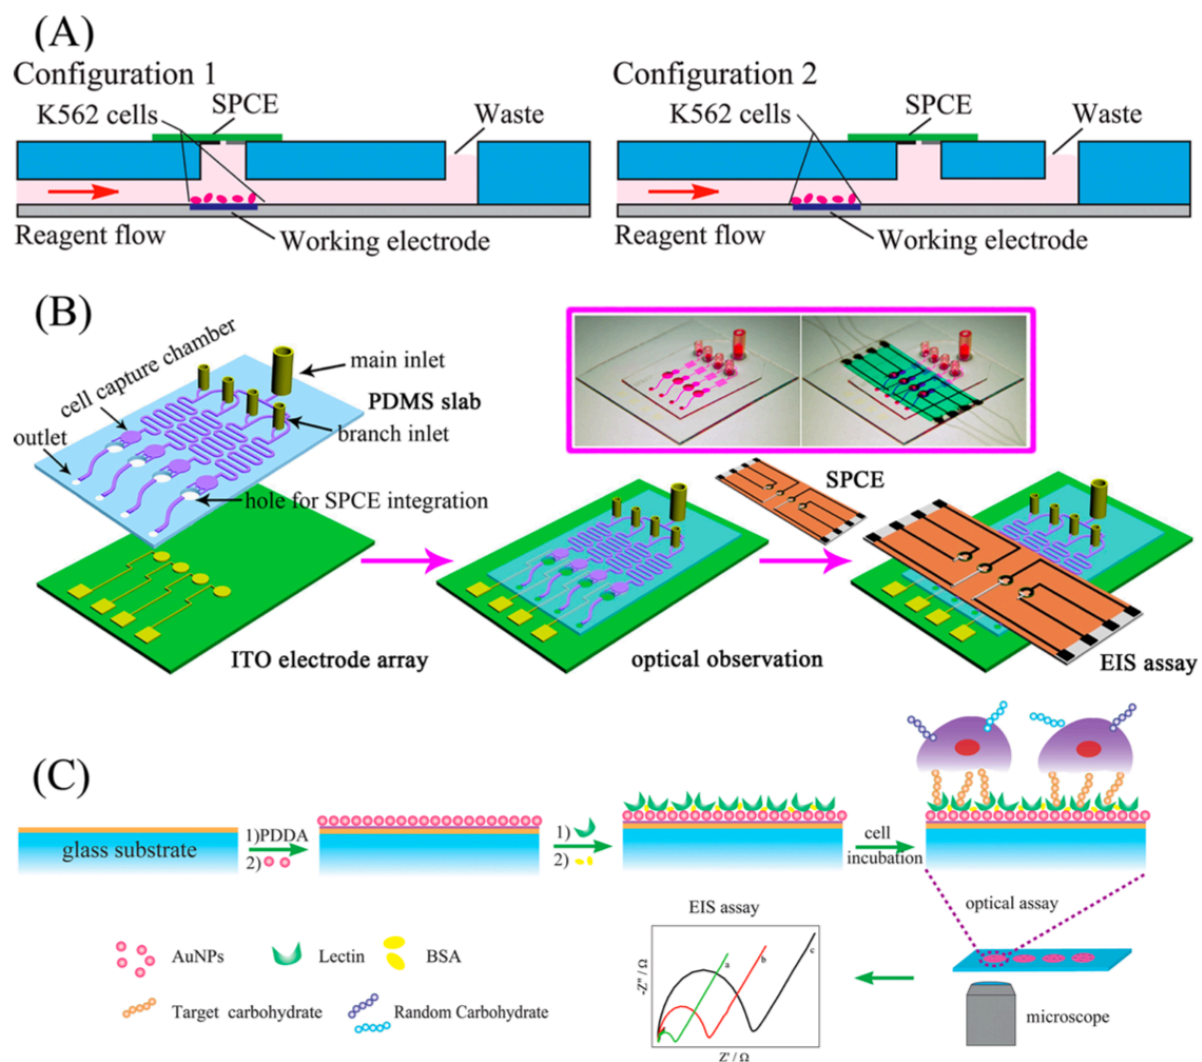 (A)
Configuration 1
K562 cells
SPCE
Waste
Reagent flow
Working electrode
Configuration 2
K562 cells
SPCE
Waste
Reagent flow
Working electrode
(B)
cell capture chamber
main inlet
PDMS slab
outlet
branch inlet
hole for SPCE integration
SPCE
ITO electrode array
optical observation
EIS assay
(C)
glass substrate
1)PDDA
2)
1)
2)
cell
incubation
optical assay
EIS assay
AuNPs
Lectin
BSA
a
b
c
-Z'' / Ω
Z' / Ω
Target carbohydrate
Random Carbohydrate
microscope